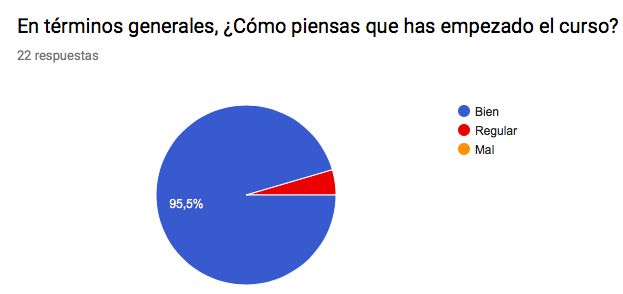 En términos generales, ¿Cómo piensas que has empezado el curso?
22 respuestas
Bien
Regular
Mal
95,5%